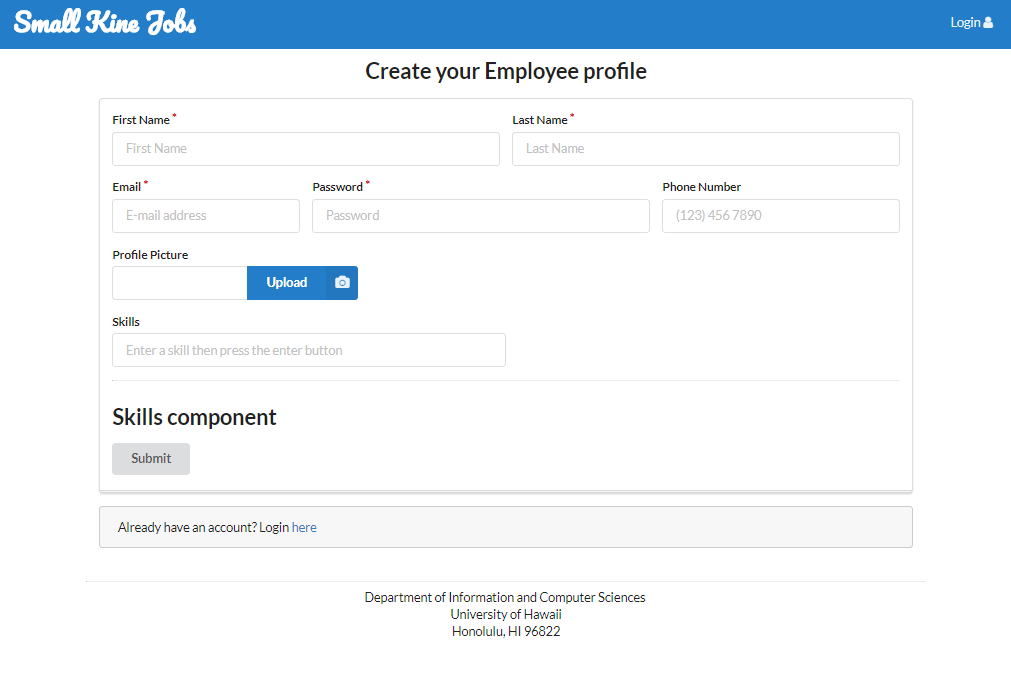 Small Kine Jobs
Login
Create your Employee profile
First Name *
Last Name *
First Name
Last Name
Email *
Password *
Phone Number
E-mail address
Password
(123) 456 7890
Profile Picture
Upload
Skills
Enter a skill then press the enter button
Skills component
Submit
Already have an account? Login here
Department of Information and Computer Sciences
University of Hawaii
Honolulu, HI 96822